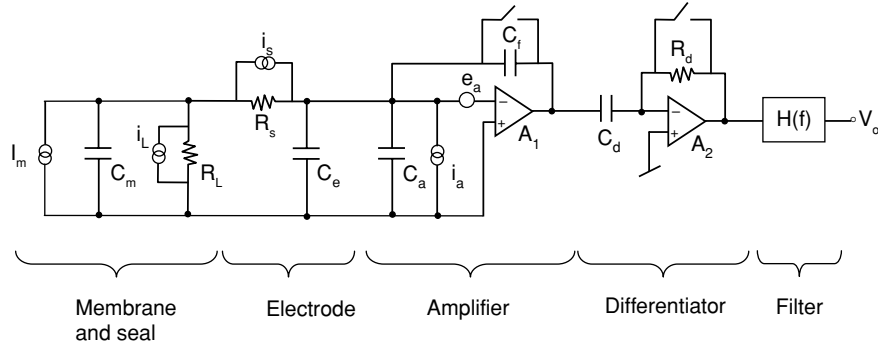 i_s
C_f
R_d
e_a
I_m
C_m
i_L
R_L
R_s
C_e
C_a
i_a
−
+
A_1
C_d
−
+
A_2
H(f)
V_o
Membrane
and seal
Electrode
Amplifier
Differentiator
Filter